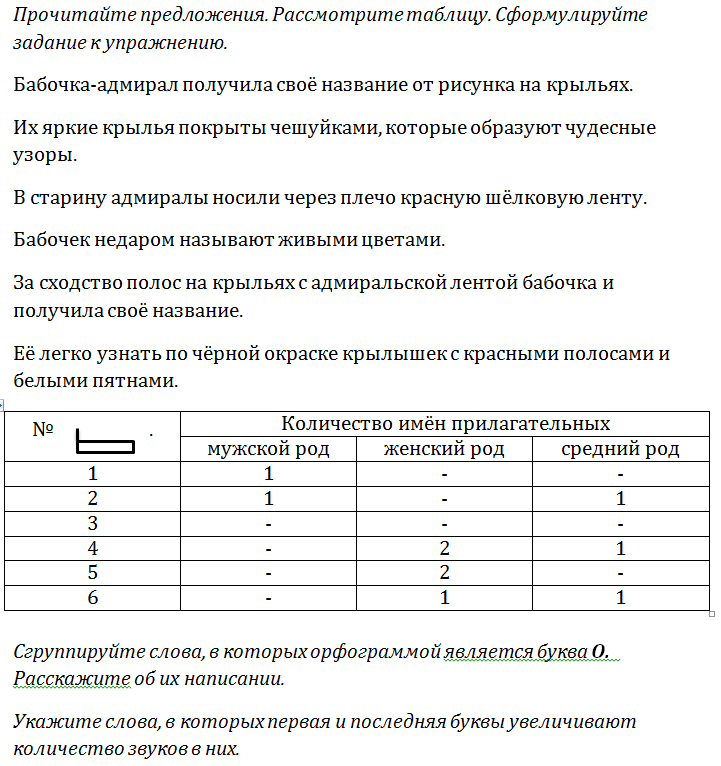 Прочитайте предложения. Рассмотрите таблицу. Сформулируйте
задание к упражнению.
Бабочка-адмирал получила своё название от рисунка на крыльях.
Их яркие крылья покрыты чешуйками, которые образуют чудесные
узоры.
В старину адмиралы носили через плечо красную шёлковую ленту.
Бабочек недаром называют живыми цветами.
За сходство полос на крыльях с адмиральской лентой бабочка и
получила своё название.
Её легко узнать по чёрной окраске крылышек с красными полосами и
белыми пятнами.
№ . Количество имён прилагательных
мужской род женский род средний род
1 1 - -
2 1 - 1
3 - - -
4 - 2 1
5 - 2 -
6 - 1 1
Сгруппируйте слова, в которых орфограммой является буква О.
Расскажите об их написании.
Укажите слова, в которых первая и последняя буквы увеличивают
количество звуков в них.